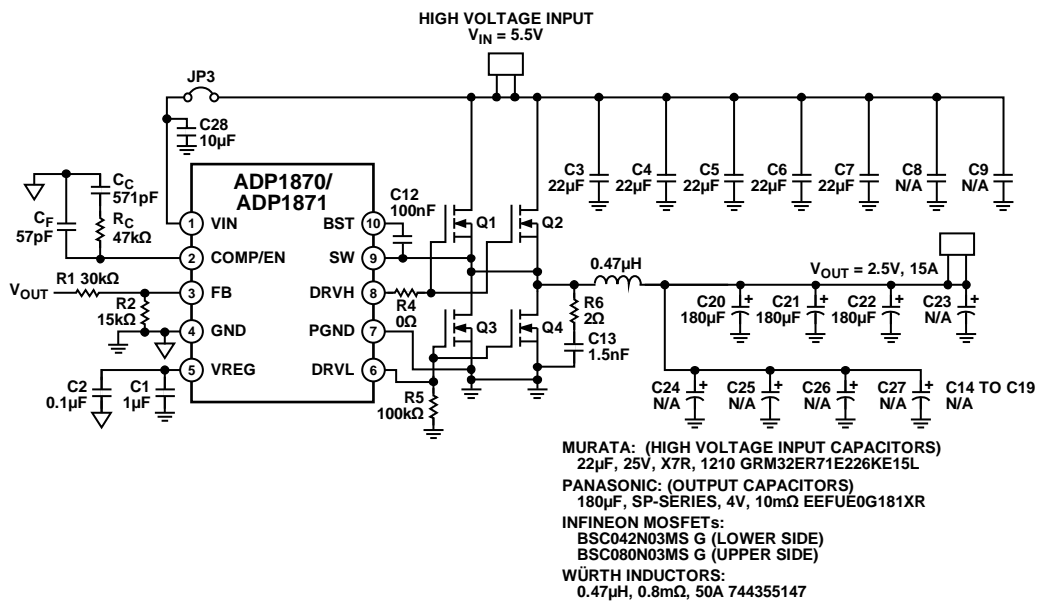 HIGH VOLTAGE INPUT
VIN = 5.5V
JP3
C28
10µF
C3
22µF
C4
22µF
C5
22µF
C6
22µF
C7
22µF
C8
N/A
C9
N/A
CC
571pF
CF
57pF
RC
47kΩ
ADP1870/
ADP1871
C12
100nF
1
VIN
BST
10
2
COMP/EN
SW
9
3
FB
DRVH
8
4
GND
PGND
7
5
VREG
DRVL
6
VOUT
R1 30kΩ
R2
15kΩ
C2
0.1µF
C1
1µF
R4
0Ω
R5
100kΩ
Q1
Q2
Q3
Q4
0.47µH
R6
2Ω
C13
1.5nF
VOUT = 2.5V, 15A
C20
180µF
+
C21
180µF
+
C22
180µF
+
C23
N/A
+
C24
N/A
+
C25
N/A
+
C26
N/A
+
C27
N/A
+
C14 TO C19
N/A
MURATA: (HIGH VOLTAGE INPUT CAPACITORS)
22µF, 25V, X7R, 1210 GRM32ER71E226KE15L
PANASONIC: (OUTPUT CAPACITORS)
180µF, SP-SERIES, 4V, 10mΩ EEFUE0G181XR
INFINEON MOSFETs:
BSC042N03MS G (LOWER SIDE)
BSC080N03MS G (UPPER SIDE)
WÜRTH INDUCTORS:
0.47µH, 0.8mΩ, 50A 744355147